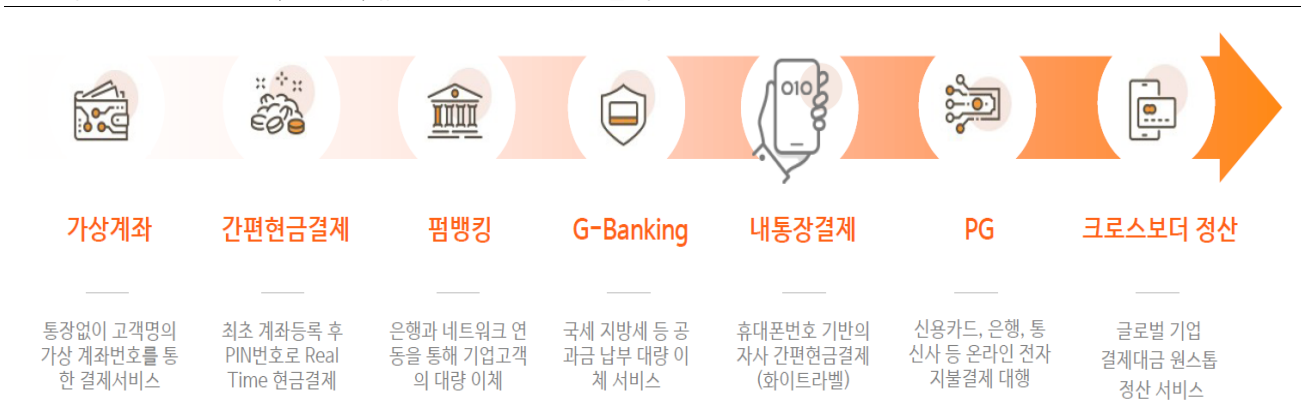 010
가상계좌
간편현금결제
펌뱅킹
G-Banking
내통장결제
PG
크로스보더 정산
통장없이 고객명의
가상 계좌번호를 통
한 결제서비스
최초 계좌등록 후
PIN번호로 Real
Time 현금결제
은행과 네트워크 연
동을 통해 기업고객
의 대량 이체
국세 지방세 등 공
과금 납부 대량 이
체 서비스
휴대폰번호 기반의
자사 간편현금결제
(화이트라벨)
신용카드, 은행, 통
신사 등 온라인 전자
지불결제 대행
글로벌 기업
결제대금 원스톱
정산 서비스